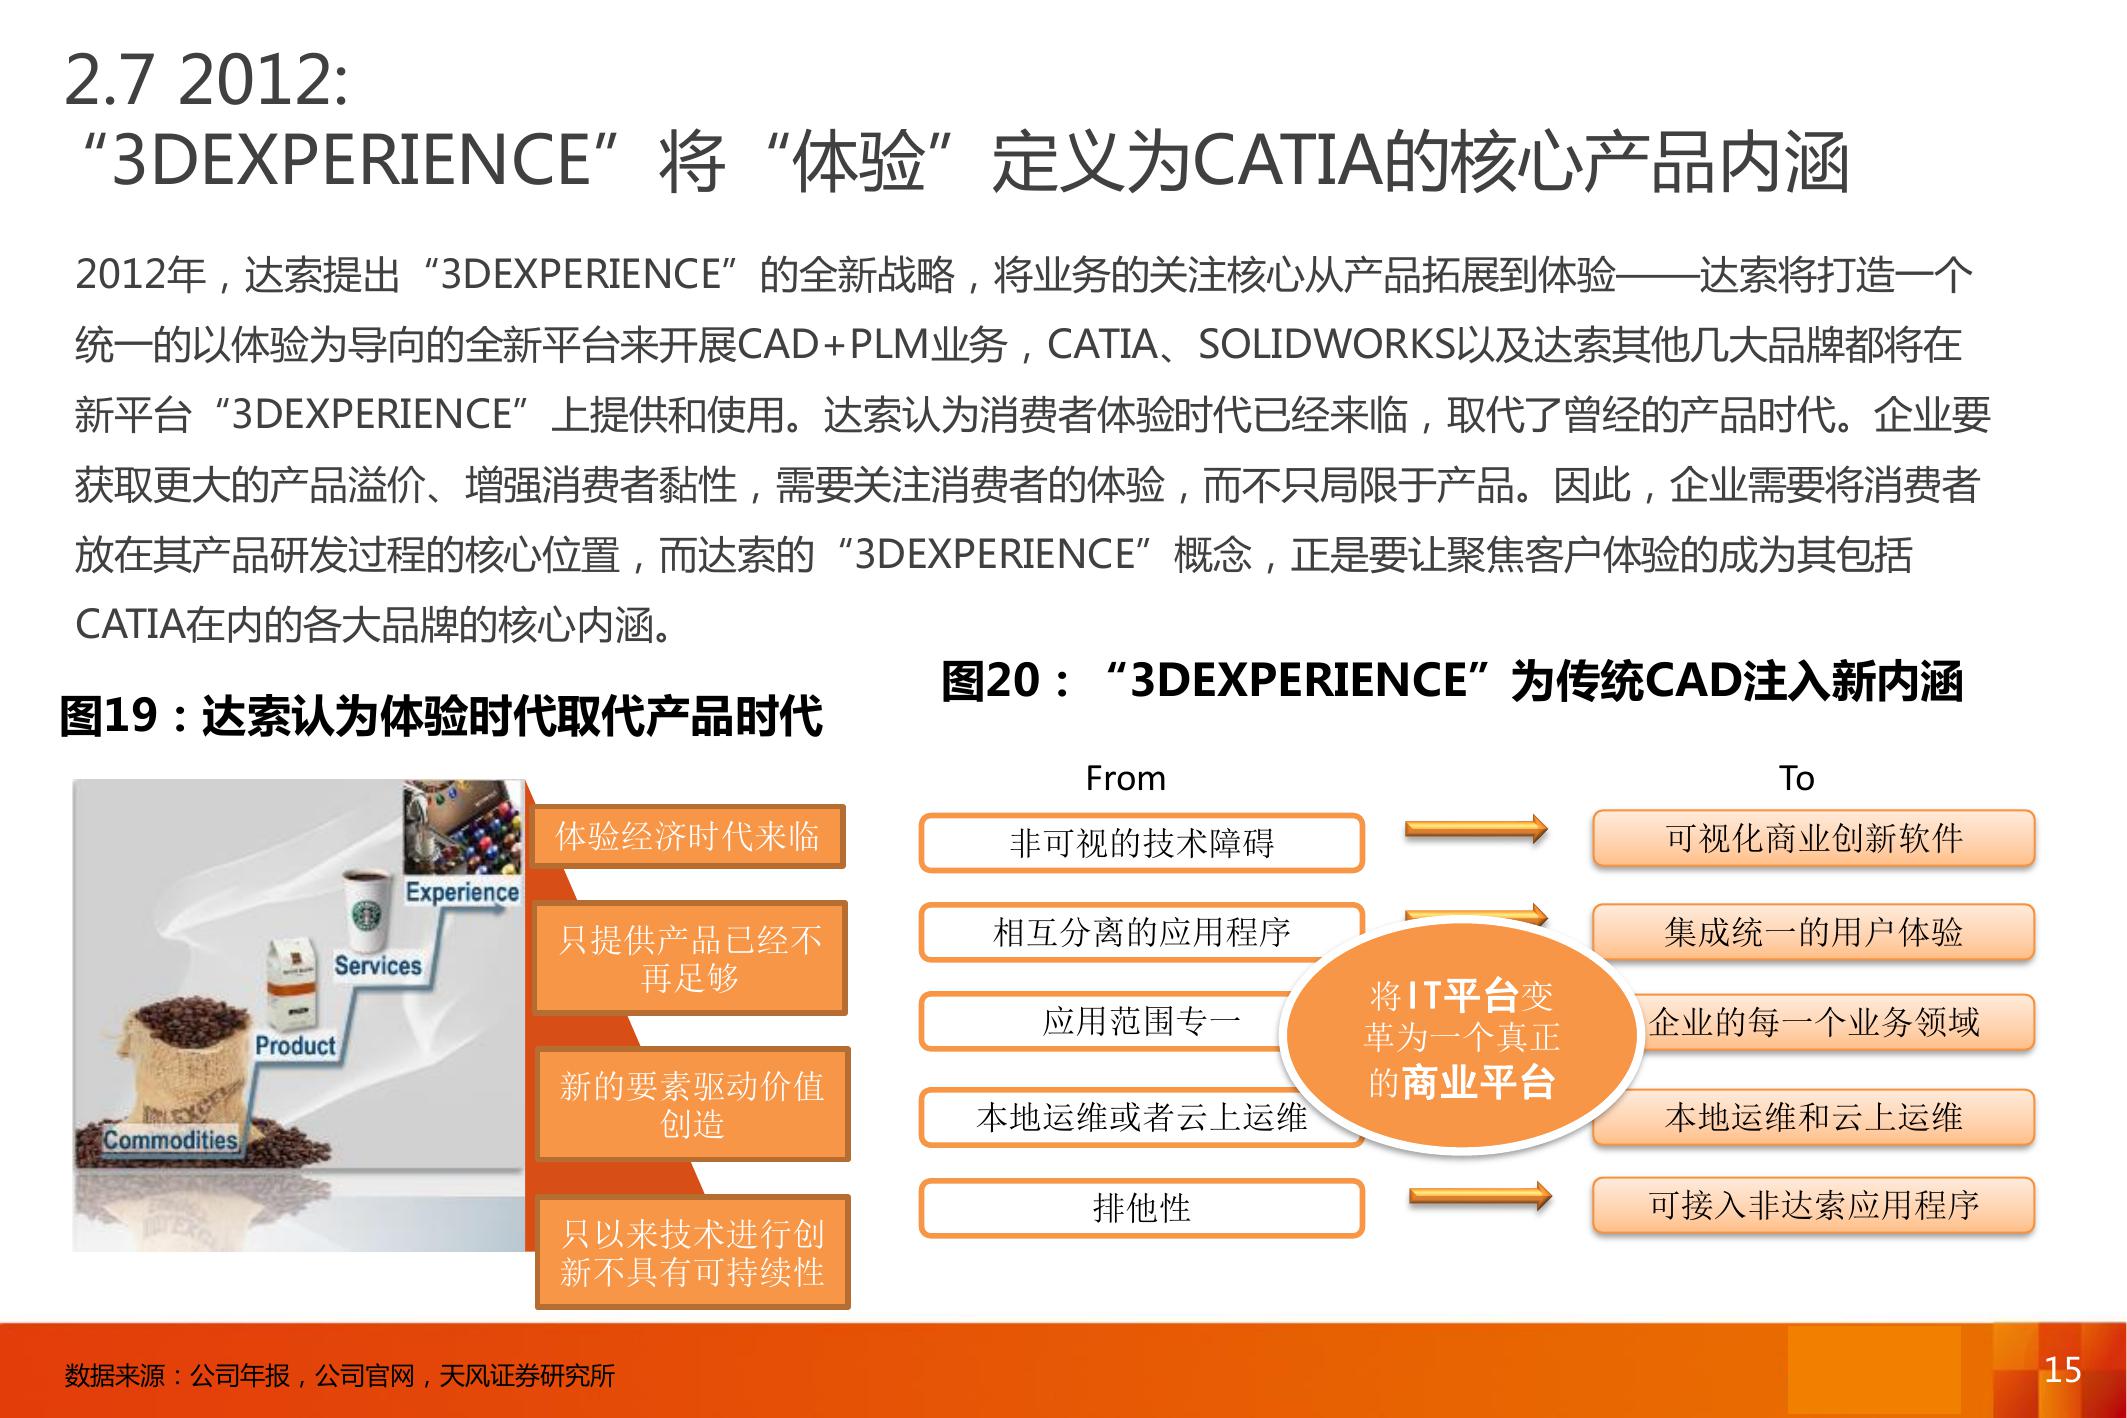 2.7 2012:
“3DEXPERIENCE”将“体验”定义为CATIA的核心产品内涵
2012年，达索提出“3DEXPERIENCE”的全新战略，将业务的关注核心从产品拓展到体验——达索将打造一个
统一的以体验为导向的全新平台来开展CAD+PLM业务，CATIA、SOLIDWORKS以及达索其他几大品牌都将在
新平台“3DEXPERIENCE”上提供和使用。达索认为消费者体验时代已经来临，取代了曾经的产品时代。企业要
获取更大的产品溢价、增强消费者黏性，需要关注消费者的体验，而不只局限于产品。因此，企业需要将消费者
放在其产品研发过程的核心位置，而达索的“3DEXPERIENCE”概念，正是要让聚焦客户体验的成为其包括
CATIA在内的各大品牌的核心内涵。
图19：达索认为体验时代取代产品时代
Experience
Services
Product
Commodities
体验经济时代来临
只提供产品已经不
再足够
新的要素驱动价值
创造
只以来技术进行创
新不具有可持续性
图20：“3DEXPERIENCE”为传统CAD注入新内涵
From
To
非可视的技术障碍
可视化商业创新软件
相互分离的应用程序
集成统一的用户体验
应用范围专一
企业的每一个业务领域
本地运维或者云上运维
本地运维和云上运维
排他性
可接入非达索应用程序
将IT平台变
革为一个真正
的商业平台
数据来源：公司年报，公司官网，天风证券研究所
15